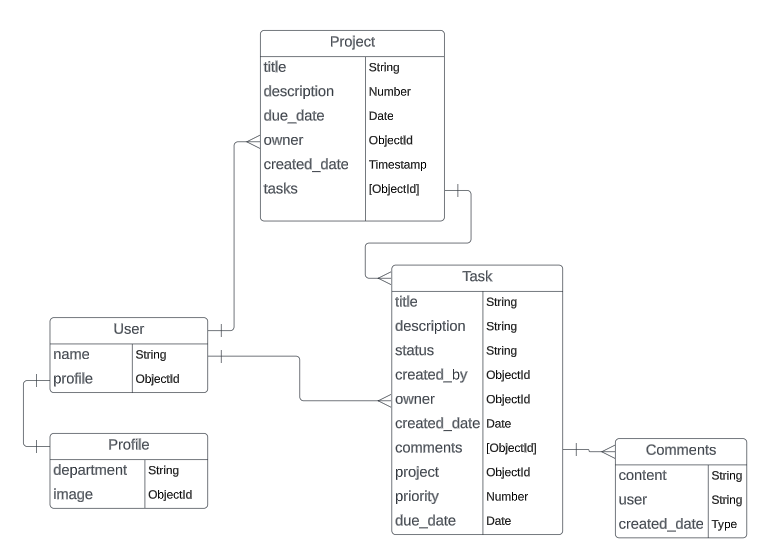 Project
title String
description Number
due_date Date
owner ObjectId
created_date Timestamp
tasks [ObjectId]
Task
title String
description String
status String
created_by ObjectId
owner ObjectId
created_date Date
comments [ObjectId]
project ObjectId
priority Number
due_date Date
User
name String
profile ObjectId
Profile
department String
image ObjectId
Comments
content String
user String
created_date Type